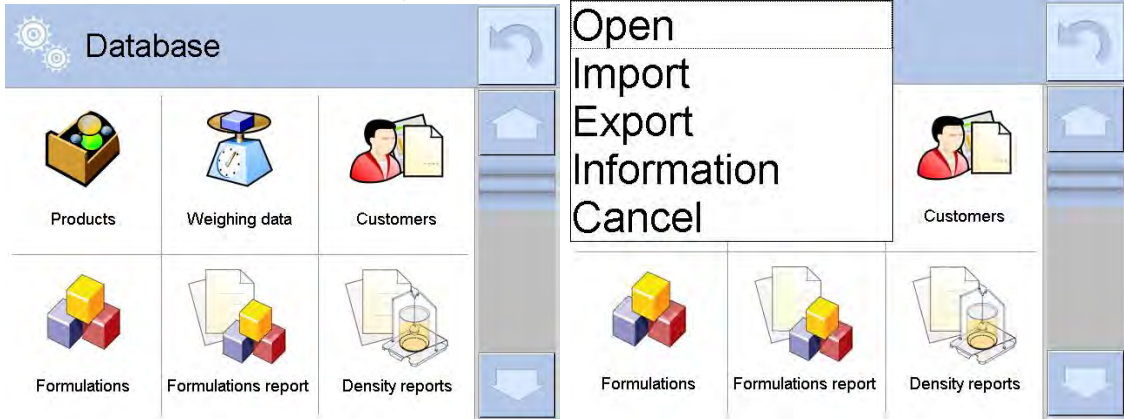 Database
Products
Weighing data
Customers
Formulations
Formulations report
Density reports
Open
Import
Export
Information
Cancel
Customers
Formulations
Formulations report
Density reports